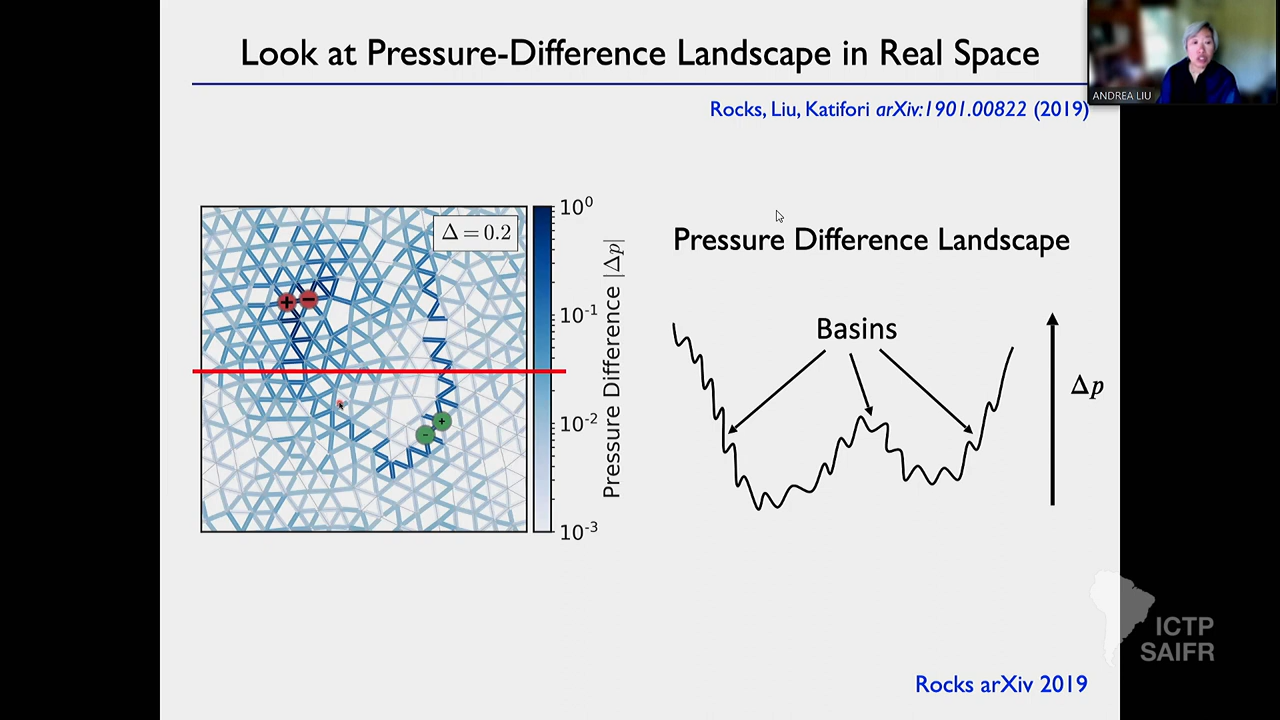 Look at Pressure-Difference Landscape in Real Space
ANDREA LIU
Rocks, Liu, Katifori arXiv:1901.00822 (2019)
Δ = 0.2
10⁰
10⁻¹
10⁻²
10⁻³
Pressure Difference |Δp|
+ −
+
-
Pressure Difference Landscape
Basins
Δp
ICTP
SAIFR
Rocks arXiv 2019